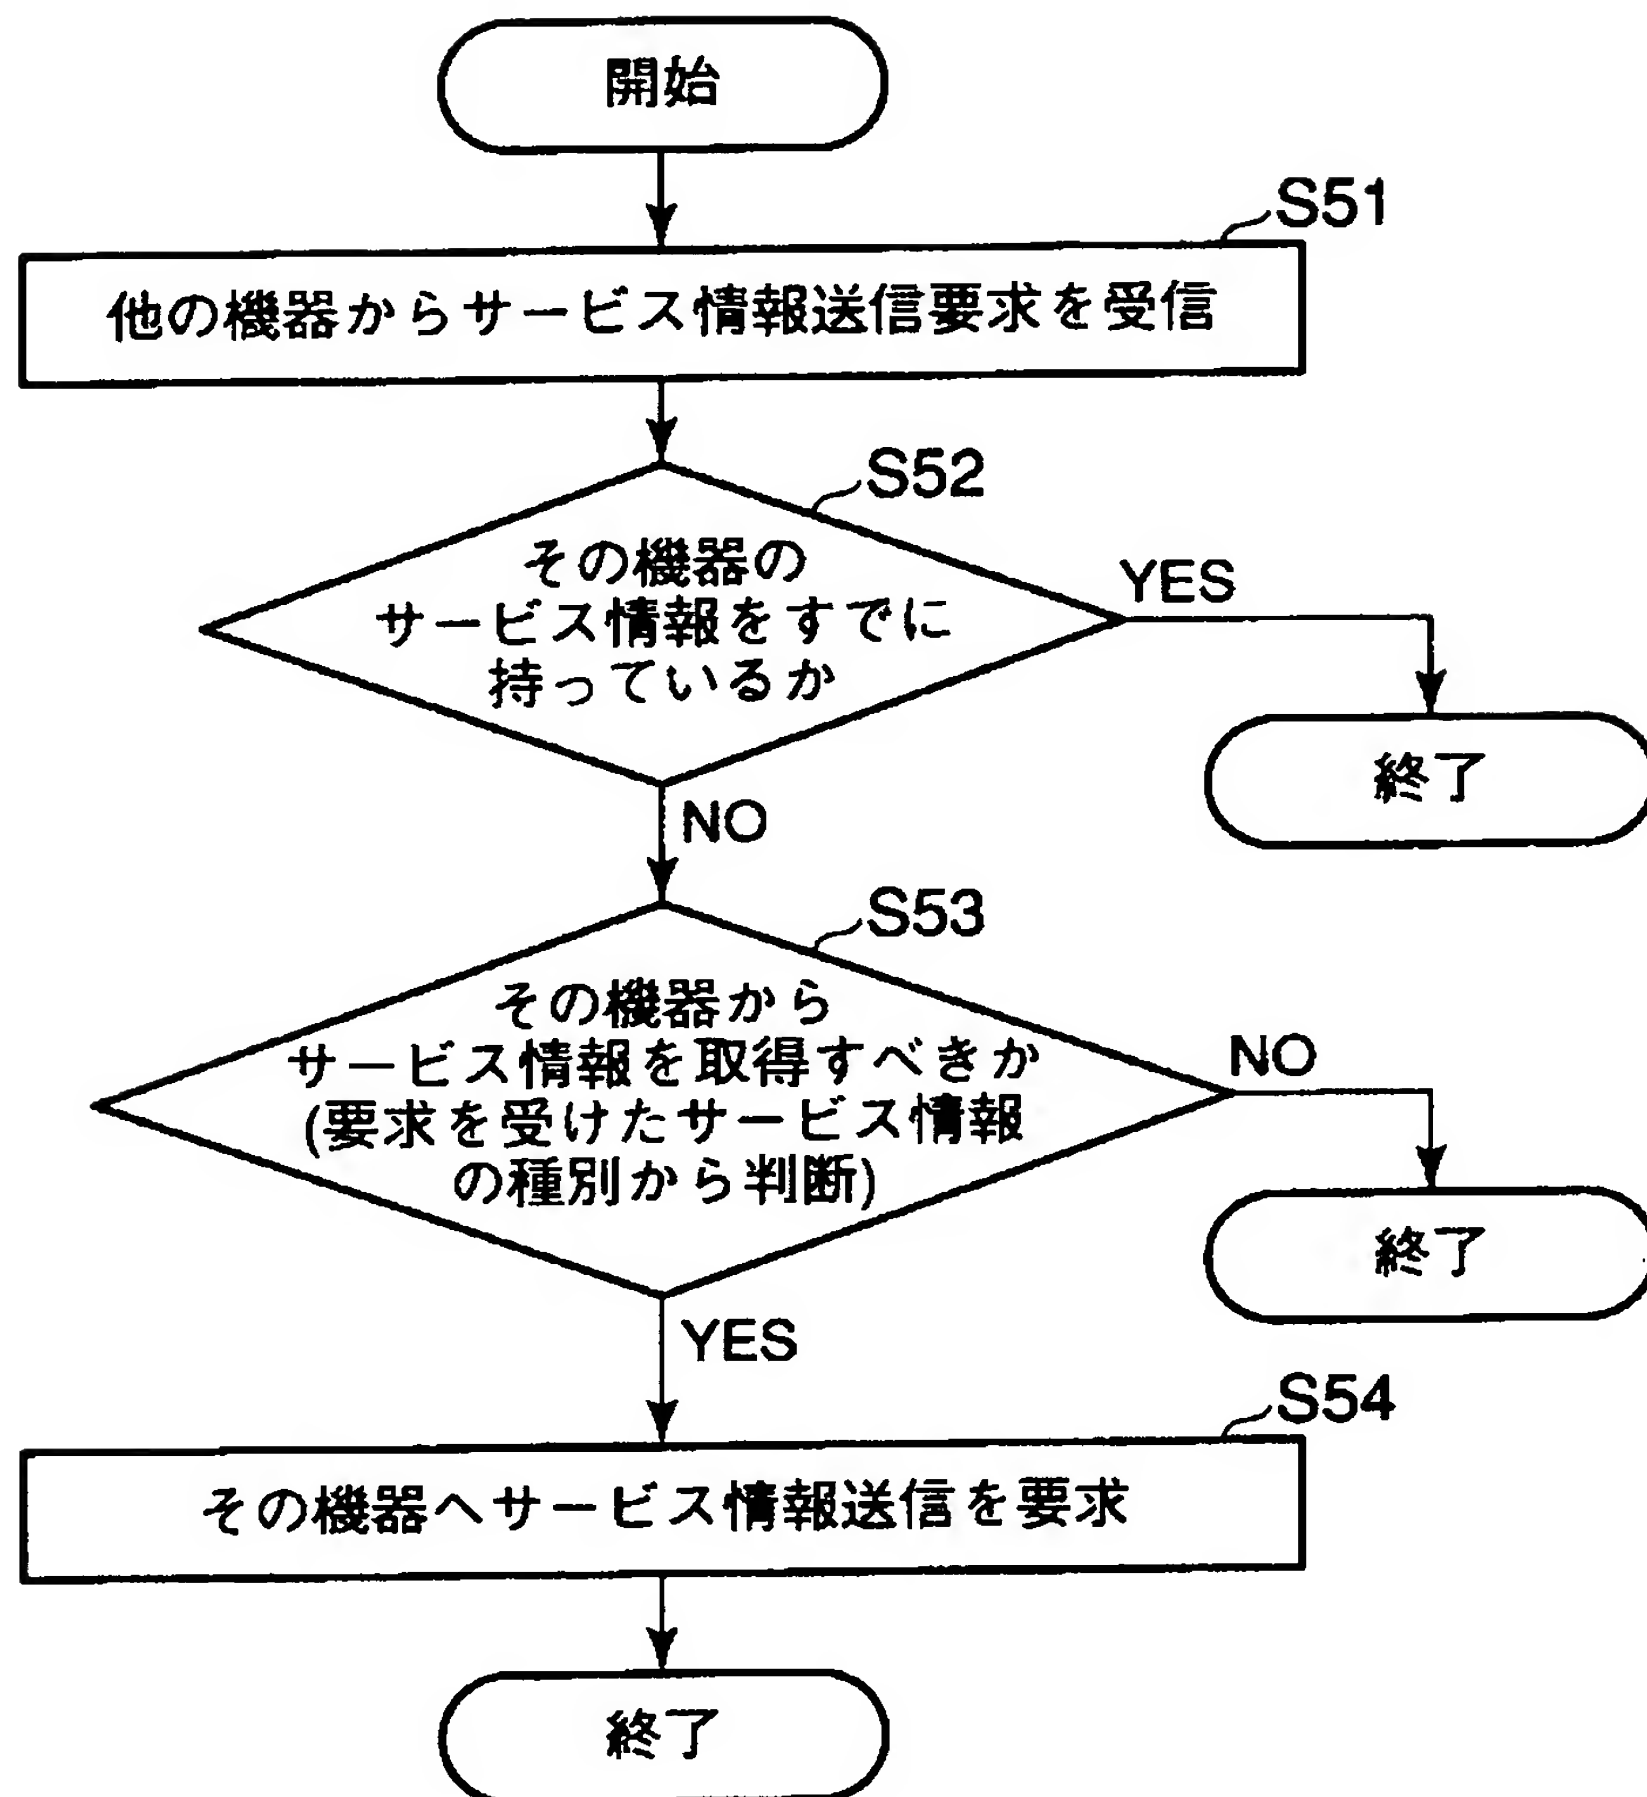 開始
S51
他の機器からサービス情報送信要求を受信
S52
その機器の
サービス情報をすでに
持っているか
YES
終了
NO
S53
その機器から
サービス情報を取得すべきか
(要求を受けたサービス情報
の種別から判断)
NO
終了
YES
S54
その機器へサービス情報送信を要求
終了